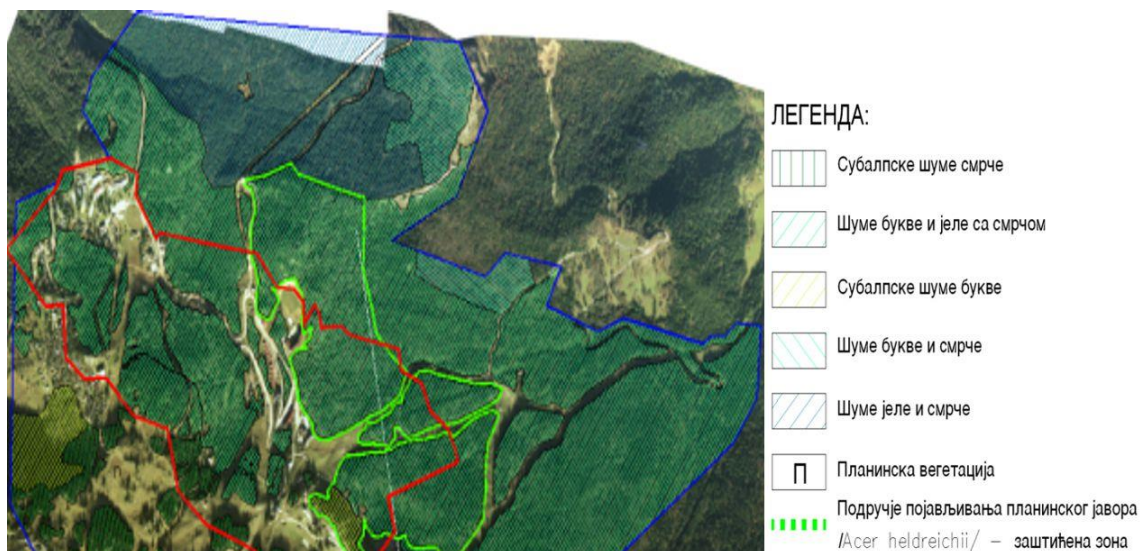 ЛЕГЕНДА:
Субалпске шуме смрче
Шуме букве и јеле са смрчом
Субалпске шуме букве
Шуме букве и смрче
Шуме јеле и смрче
П Планинска вегетација
Подручје појављивања планинског јавора
/Acer heldreichii/ – заштићена зона